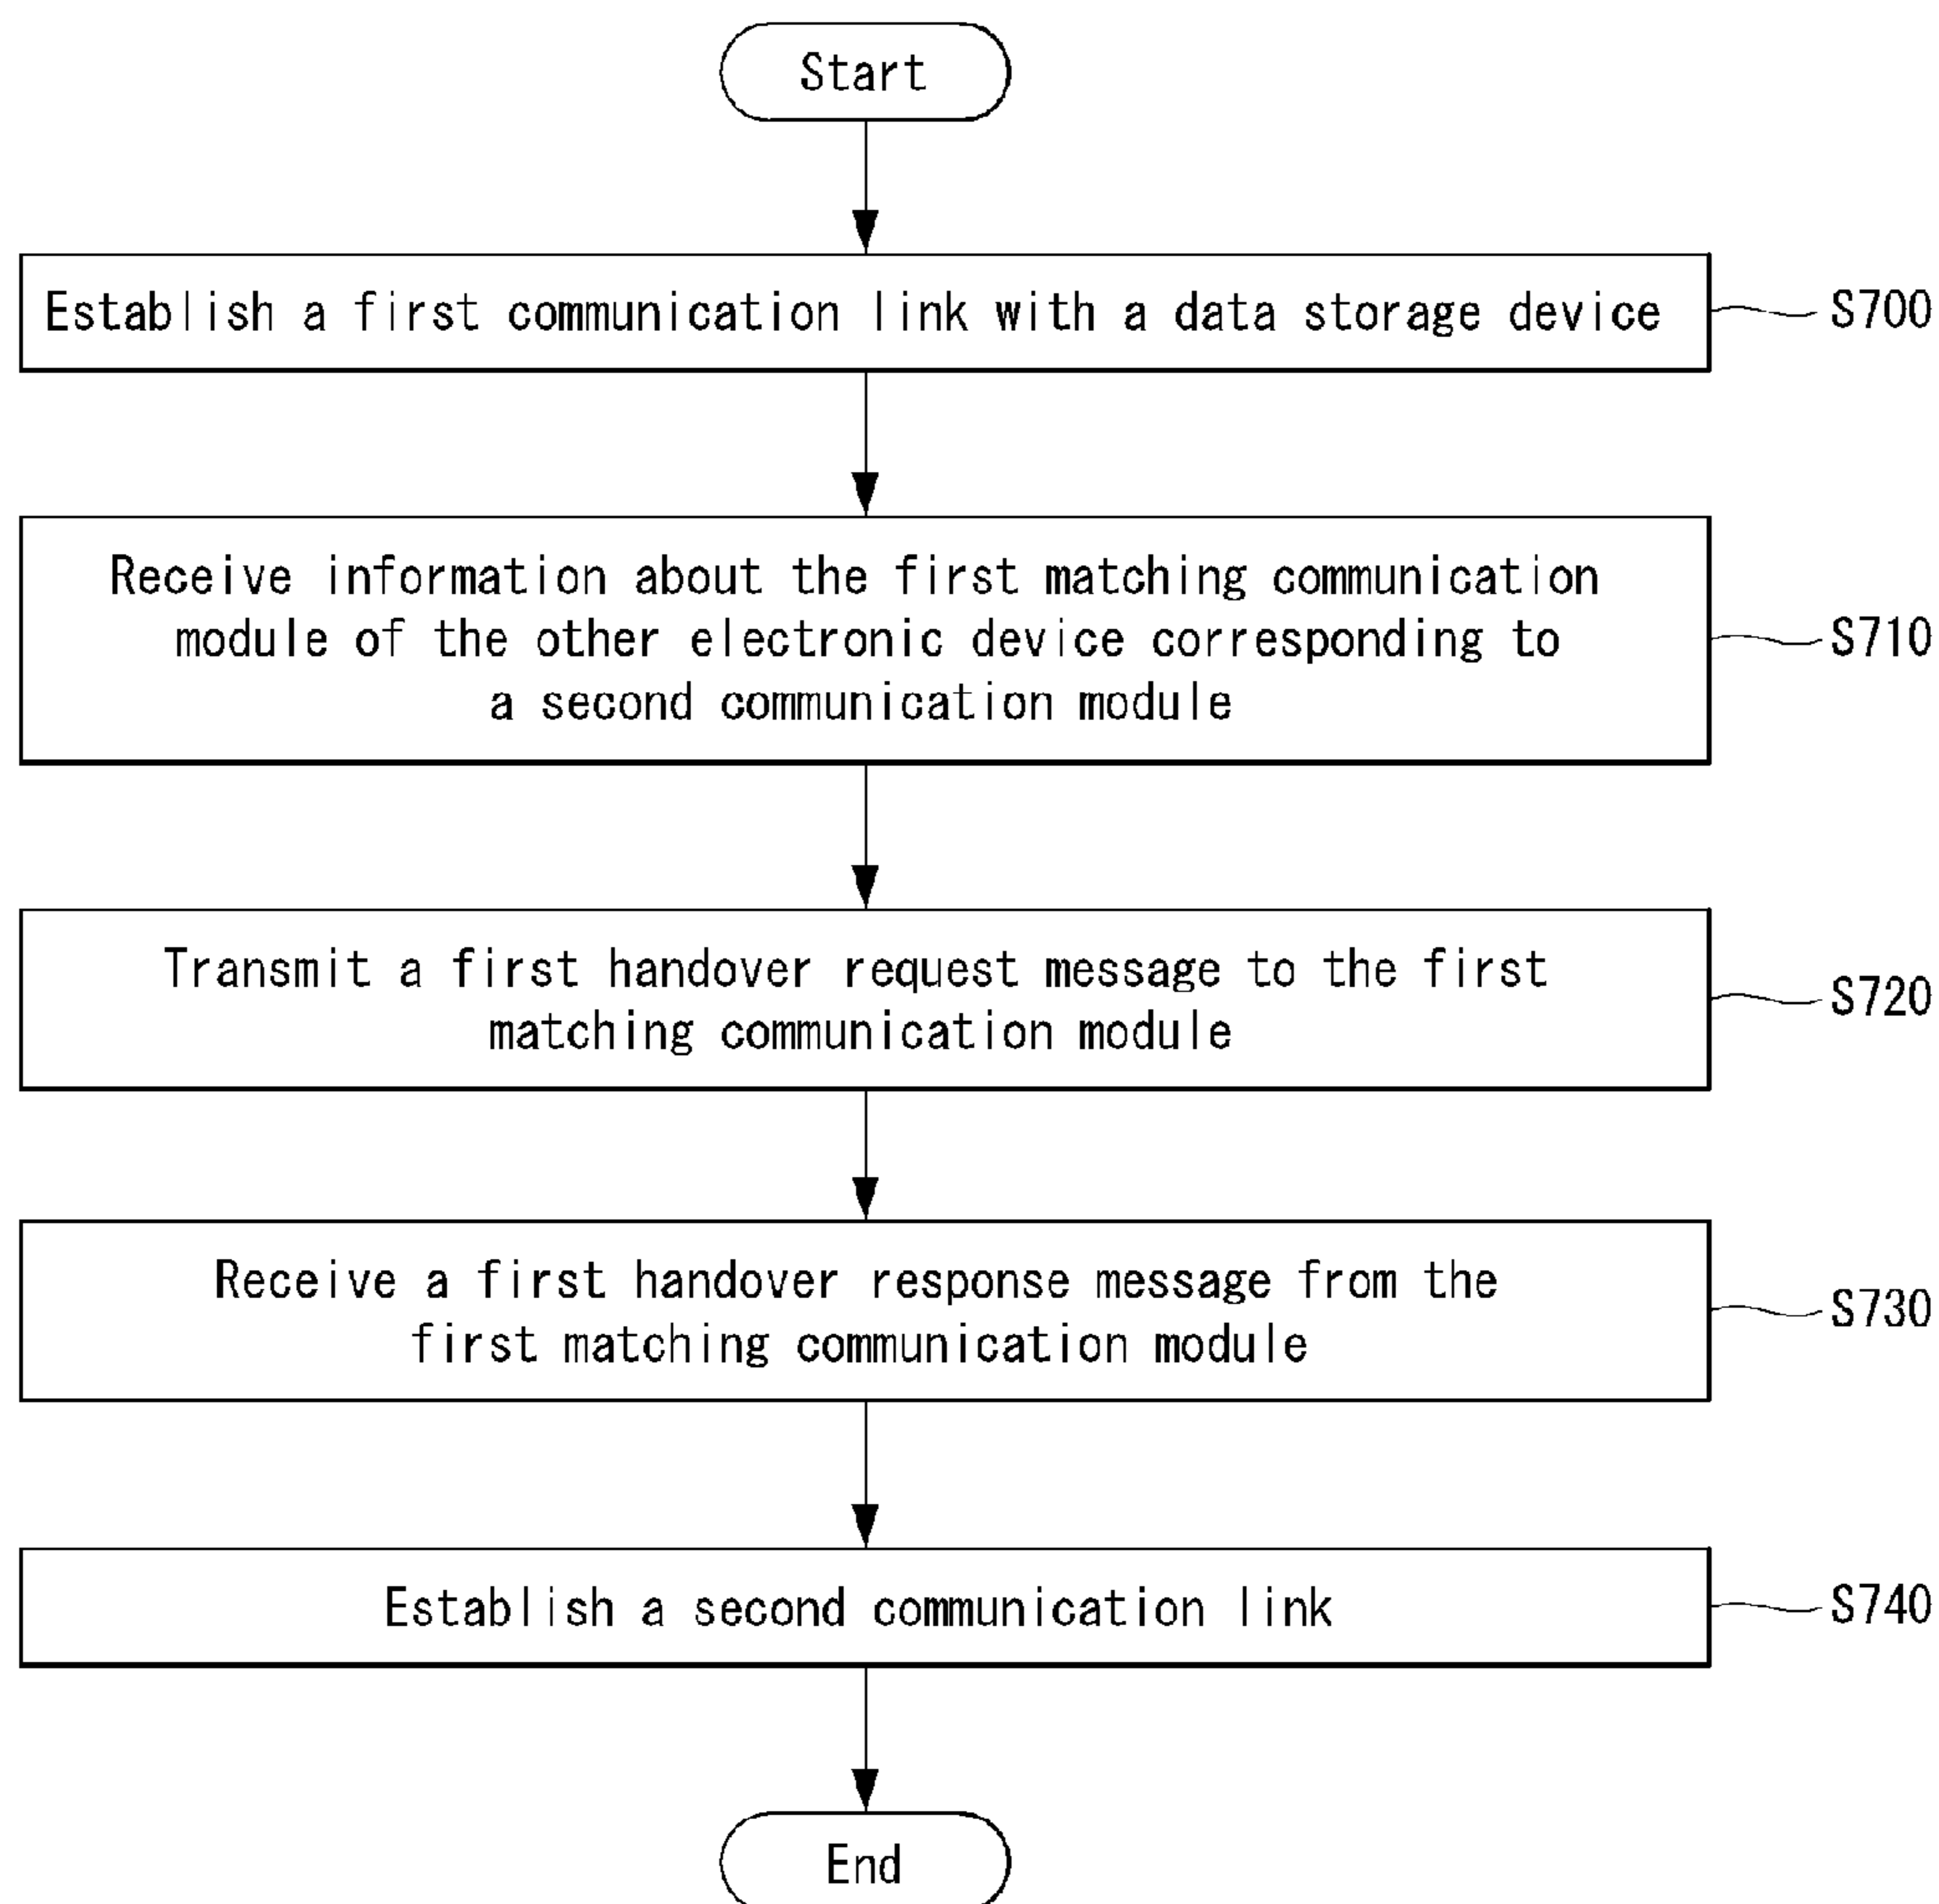 Start
Establish a first communication link with a data storage device
S700
Receive information about the first matching communication
module of the other electronic device corresponding to
a second communication module
S710
Transmit a first handover request message to the first
matching communication module
S720
Receive a first handover response message from the
first matching communication module
S730
Establish a second communication link
S740
End